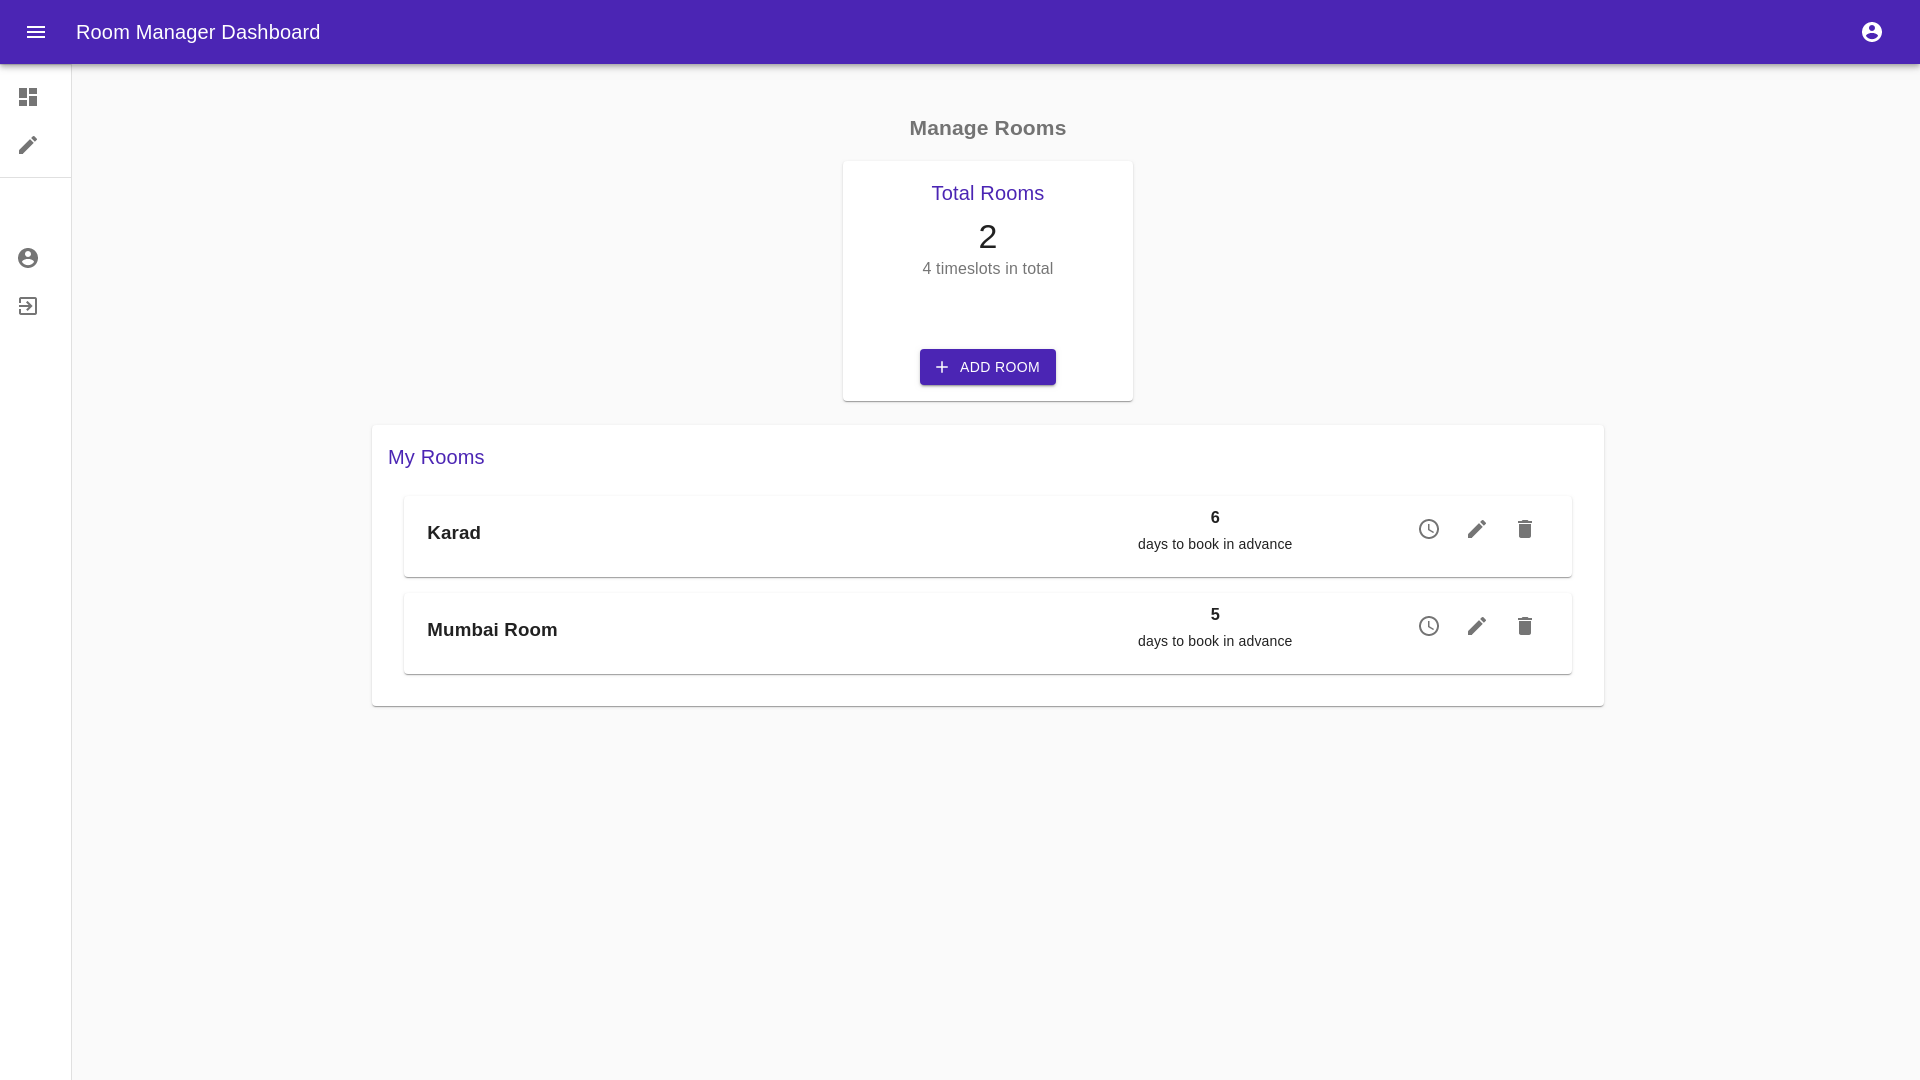 Room Manager Dashboard
Manage Rooms
Total Rooms
2
4 timeslots in total
ADD ROOM
My Rooms
Karad
6
days to book in advance
Mumbai Room
5
days to book in advance